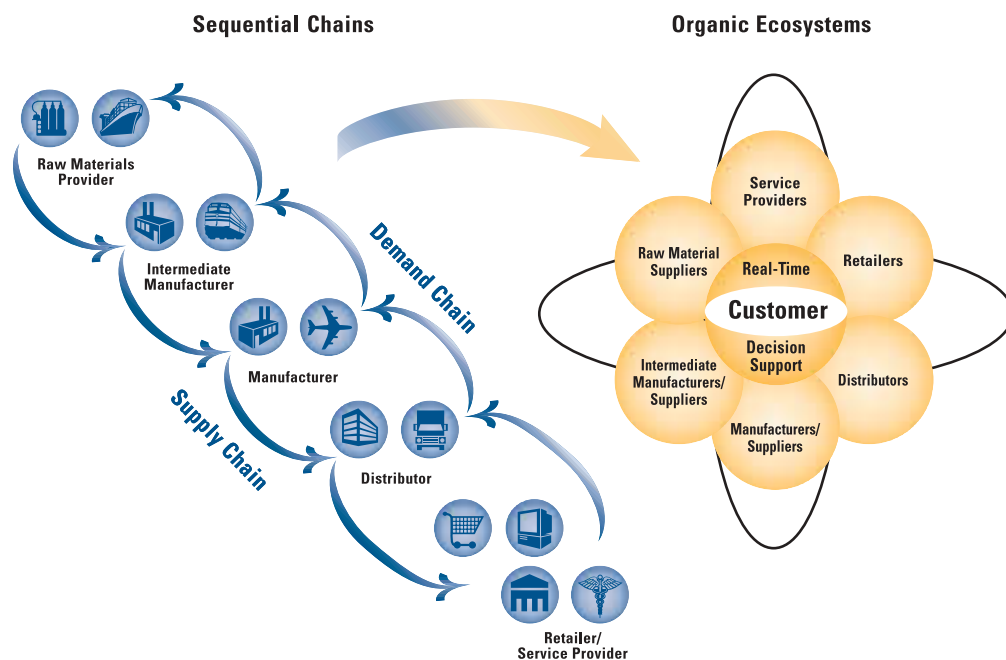 Sequential Chains
Raw Materials
Provider
Intermediate
Manufacturer
Manufacturer
Distributor
Retailer/
Service Provider
Supply Chain
Demand Chain
Organic Ecosystems
Service
Providers
Raw Material
Suppliers
Real-Time
Retailers
Customer
Decision
Support
Intermediate
Manufacturers/
Suppliers
Distributors
Manufacturers/
Suppliers